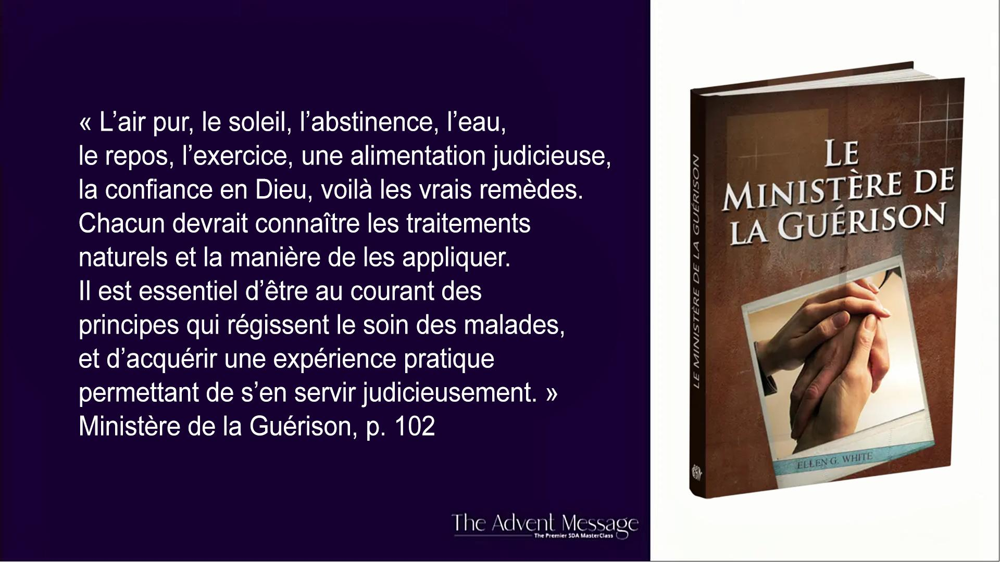 « L’air pur, le soleil, l’abstinence, l’eau,
le repos, l’exercice, une alimentation judicieuse,
la confiance en Dieu, voilà les vrais remèdes.
Chacun devrait connaître les traitements
naturels et la manière de les appliquer.
Il est essentiel d’être au courant des
principes qui régissent le soin des malades,
et d’acquérir une expérience pratique
permettant de s’en servir judicieusement. »
Ministère de la Guérison, p. 102
The Advent Message
The Premier SDA MasterClass
LE MINISTÈRE DE LA GUÉRISON
LE
MINISTÈRE DE
LA GUÉRISON
ELLEN G. WHITE